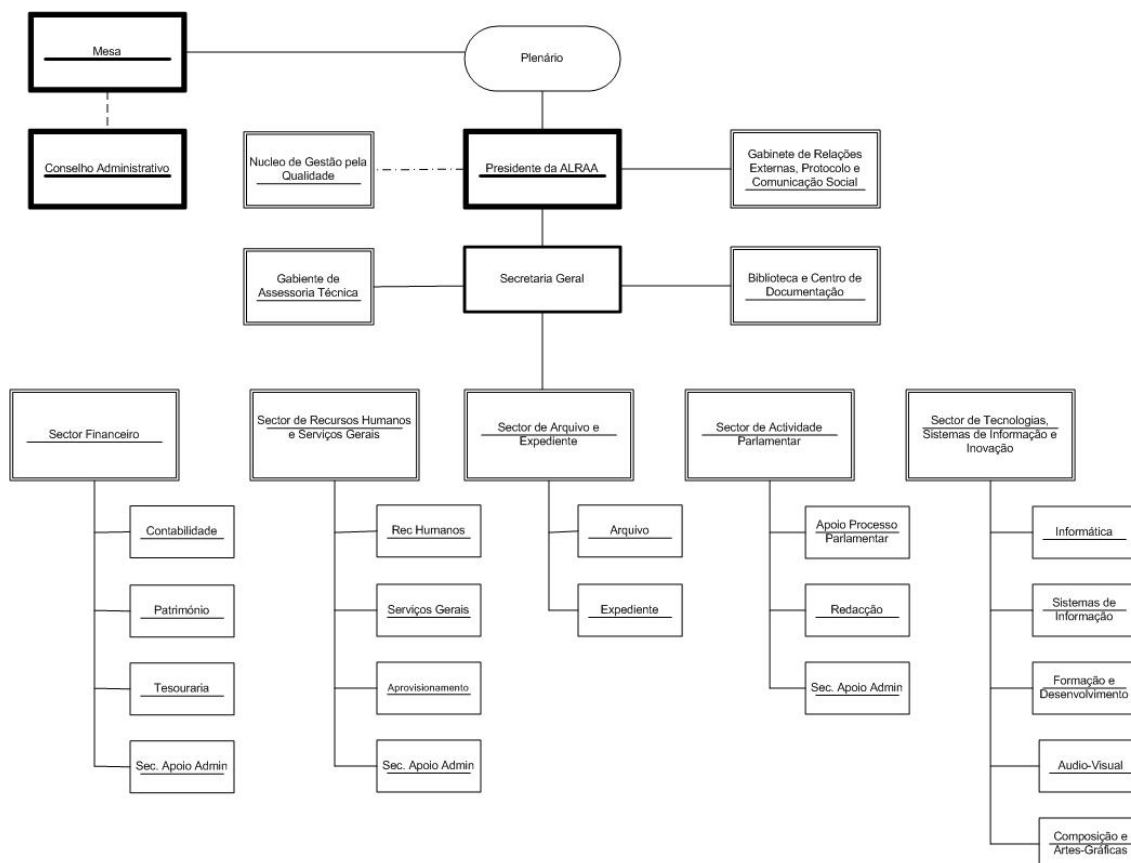 Mesa
Plenário
Conselho Administrativo
Nucleo de Gestão pela
Qualidade
Presidente da ALRAA
Gabinete de Relações
Externas, Protocolo e
Comunicação Social
Gabiente de
Assessoria Técnica
Secretaria Geral
Biblioteca e Centro de
Documentação
Sector Financeiro
Sector de Recursos Humanos
e Serviços Gerais
Sector de Arquivo e
Expediente
Sector de Actividade
Parlamentar
Sector de Tecnologias,
Sistemas de Informação e
Inovação
Contabilidade
Património
Tesouraria
Sec. Apoio Admin
Rec Humanos
Serviços Gerais
Aprovisionamento
Sec. Apoio Admin
Arquivo
Expediente
Apoio Processo
Parlamentar
Redacção
Sec. Apoio Admin
Informática
Sistemas de
Informação
Formação e
Desenvolvimento
Audio-Visual
Composição e
Artes-Gráficas